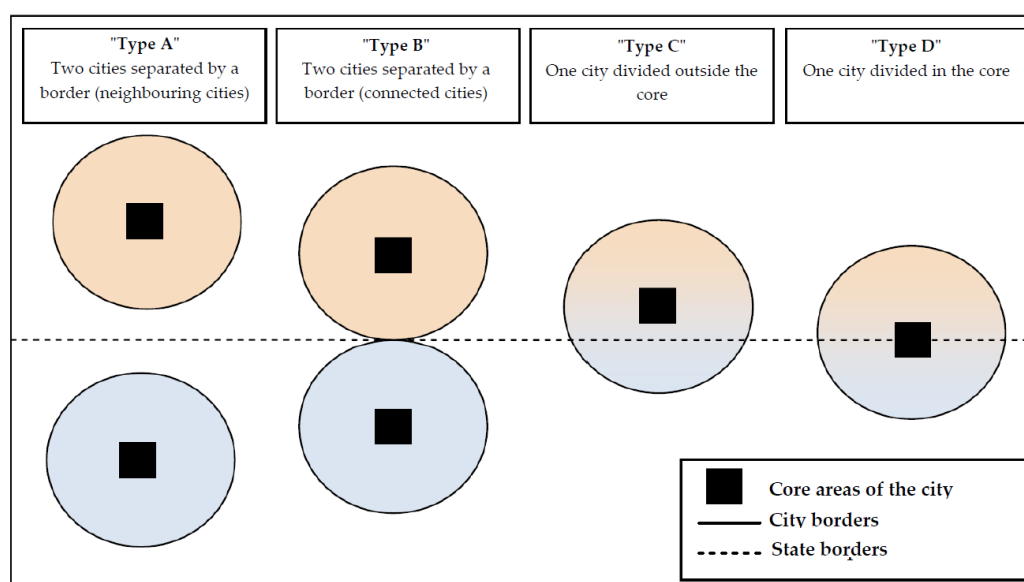 "Type A"
Two cities separated by a
border (neighbouring cities)
"Type B"
Two cities separated by a
border (connected cities)
"Type C"
One city divided outside the
core
"Type D"
One city divided in the core
Core areas of the city
City borders
State borders